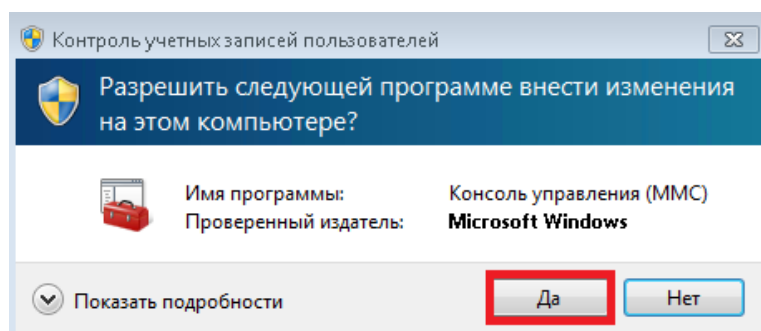 Контроль учетных записей пользователей
Разрешить следующей программе внести изменения
на этом компьютере?
Имя программы: Консоль управления (MMC)
Проверенный издатель: Microsoft Windows
Показать подробности Да Нет